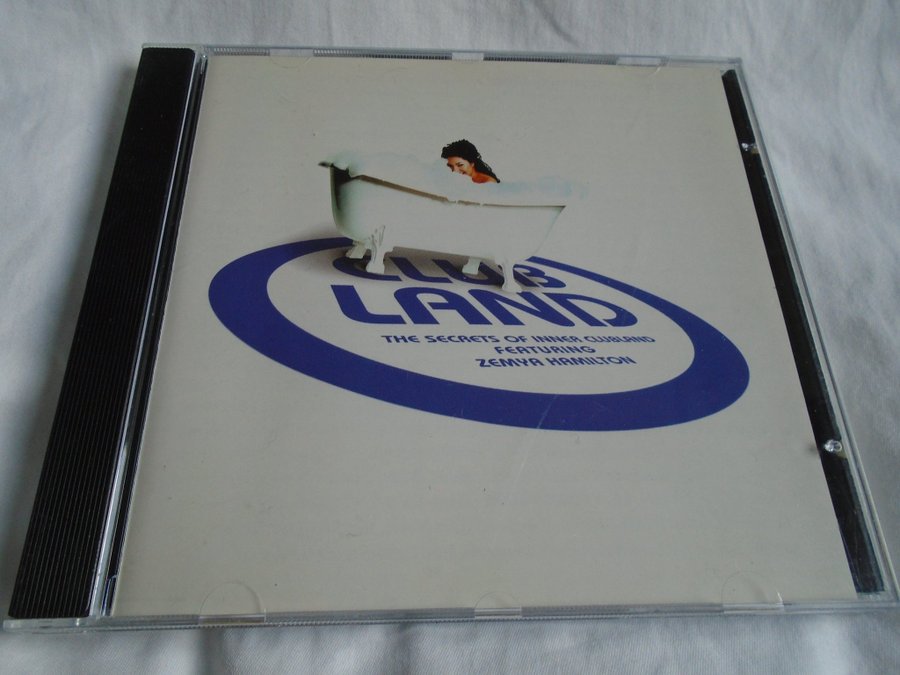 CLUB
LAND
THE SECRETS OF INNER CLUBLAND
FEATURING
ZEMYA HAMILTON